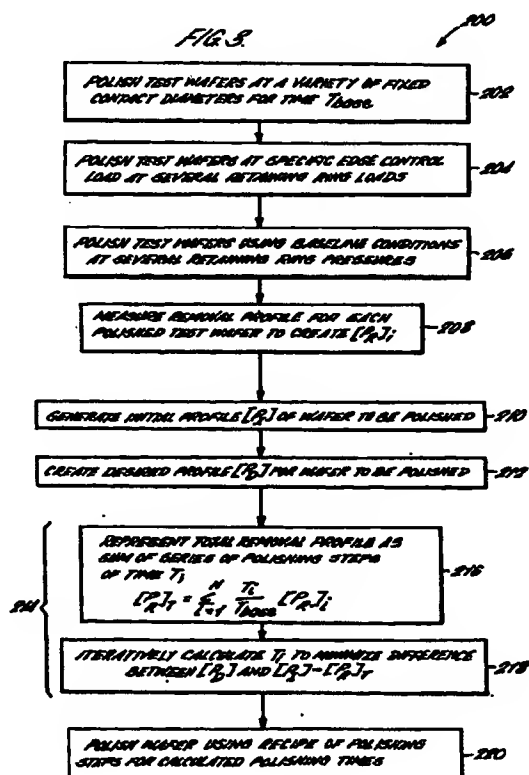 FIG. 3.
200
POLISH TEST WAFERS AT A VARIETY OF FIXED
CONTACT DIAMETERS FOR TIME Tbase
202
POLISH TEST WAFERS AT SPECIFIC EDGE CONTROL
LOAD AT SEVERAL RETAINING RING LOADS
204
POLISH TEST WAFERS USING BASELINE CONDITIONS
AT SEVERAL RETAINING RING PRESSURES
206
MEASURE REMOVAL PROFILE FOR EACH
POLISHED TEST WAFER TO CREATE [PR]i
208
GENERATE INITIAL PROFILE [PI] OF WAFER TO BE POLISHED
210
CREATE DESIRED PROFILE [PD] FOR WAFER TO BE POLISHED
212
214
REPRESENT TOTAL REMOVAL PROFILE AS
SUM OF SERIES OF POLISHING STEPS
OF TIME Ti
[PR]T = Σ i=1 N Ti/Tbase [PR]i
216
ITERATIVELY CALCULATE Ti TO MINIMIZE DIFFERENCE
BETWEEN [PD] AND [PI]-[PR]T
218
POLISH WAFER USING RECIPE OF POLISHING
STEPS FOR CALCULATED POLISHING TIMES
220